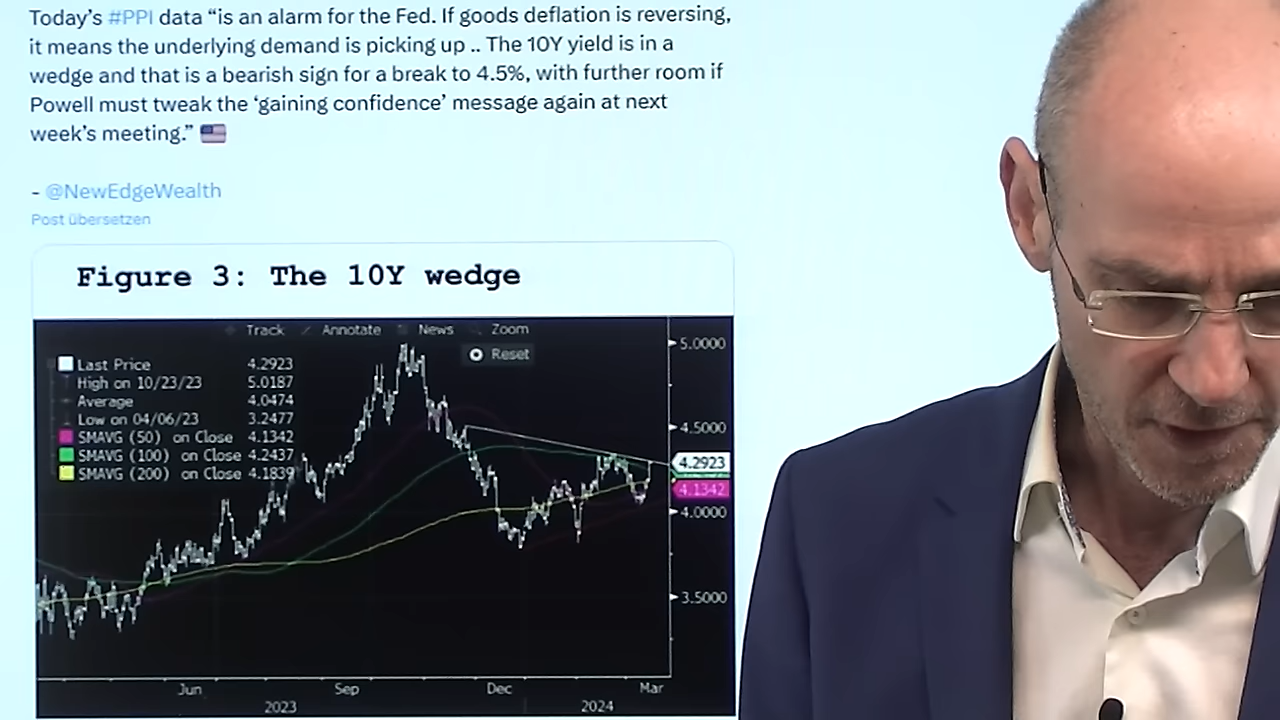 Today's #PPI data “is an alarm for the Fed. If goods deflation is reversing,
it means the underlying demand is picking up .. The 10Y yield is in a
wedge and that is a bearish sign for a break to 4.5%, with further room if
Powell must tweak the ‘gaining confidence’ message again at next
week's meeting.”
- @NewEdgeWealth
Post übersetzen
Figure 3: The 10Y wedge
Track Annotate News Zoom
Reset
Last Price 4.2923
High on 10/23/23 5.0187
Average 4.0474
Low on 04/06/23 3.2477
SMAVG (50) on Close 4.1342
SMAVG (100) on Close 4.2437
SMAVG (200) on Close 4.1839
5.0000
4.5000
4.2923
4.1342
4.0000
3.5000
Jun Sep Dec Mar
2023 2024